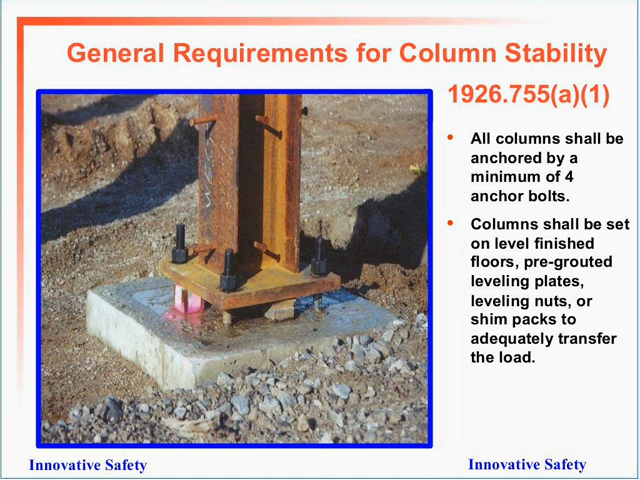 General Requirements for Column Stability
1926.755(a)(1)
• All columns shall be
anchored by a
minimum of 4
anchor bolts.
• Columns shall be set
on level finished
floors, pre-grouted
leveling plates,
leveling nuts, or
shim packs to
adequately transfer
the load.
Innovative Safety
Innovative Safety